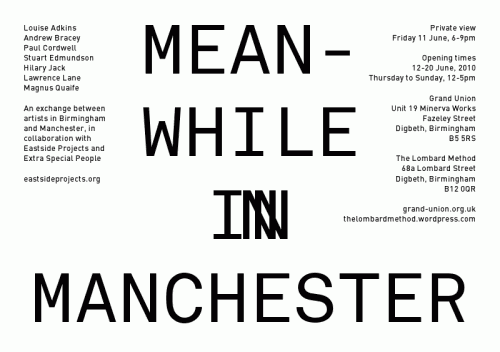 Louise Adkins
Andrew Bracey
Paul Cordwell
Stuart Edmundson
Hilary Jack
Lawrence Lane
Magnus Quaife
An exchange between
artists in Birmingham
and Manchester, in
collaboration with
Eastside Projects and
Extra Special People
eastsideprojects.org
MEAN-
WHILE
INN
MANCHESTER
Private view
Friday 11 June, 6-9pm
Opening times
12-20 June, 2010
Thursday to Sunday, 12-5pm
Grand Union
Unit 19 Minerva Works
Fazeley Street
Digbeth, Birmingham
B5 5RS
The Lombard Method
68a Lombard Street
Digbeth, Birmingham
B12 0QR
grand-union.org.uk
thelombardmethod.wordpress.com